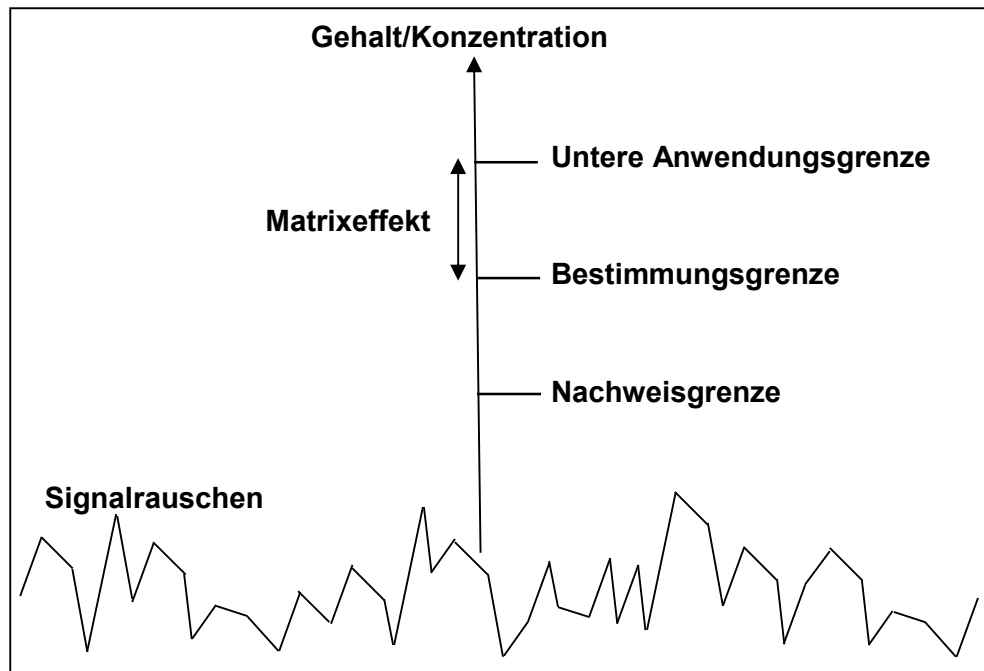 Gehalt/Konzentration
Untere Anwendungsgrenze
Matrixeffekt
Bestimmungsgrenze
Nachweisgrenze
Signalrauschen